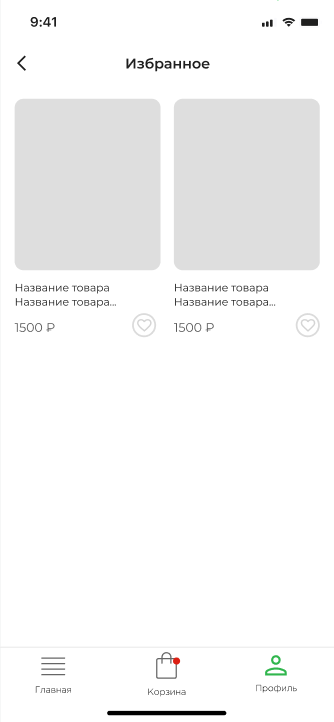 9:41
Избранное
Название товара
Название товара...
1500 ₽
Название товара
Название товара...
1500 ₽
Главная
Корзина
Профиль